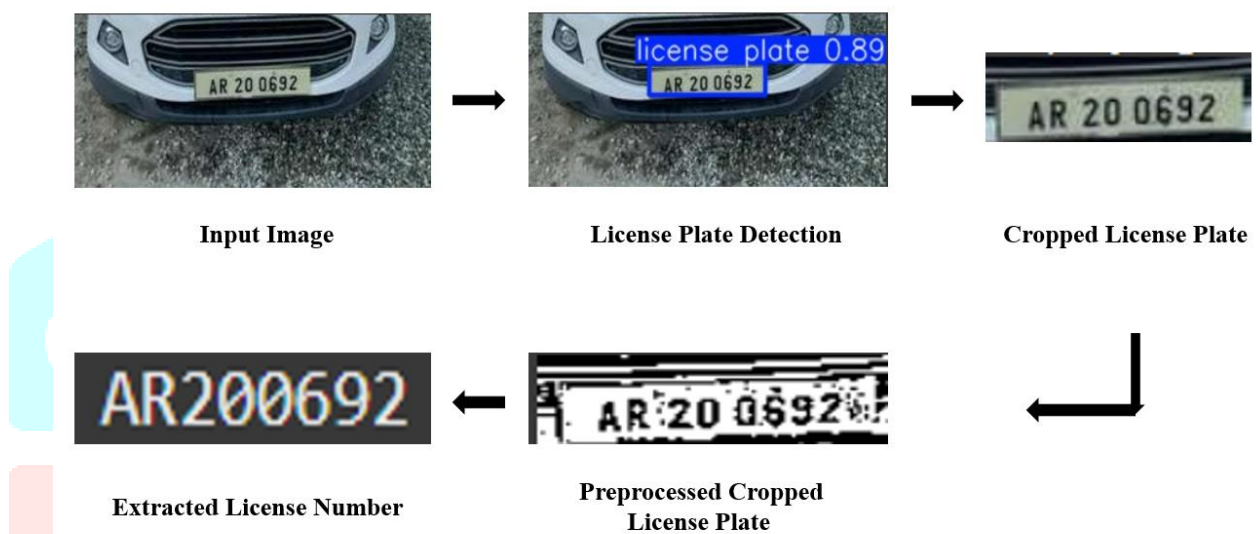 AR 20 0692
license plate 0.89
AR 20 0692
AR 20 0692
Input Image
License Plate Detection
Cropped License Plate
AR200692
AR 20 0692
Extracted License Number
Preprocessed Cropped
License Plate